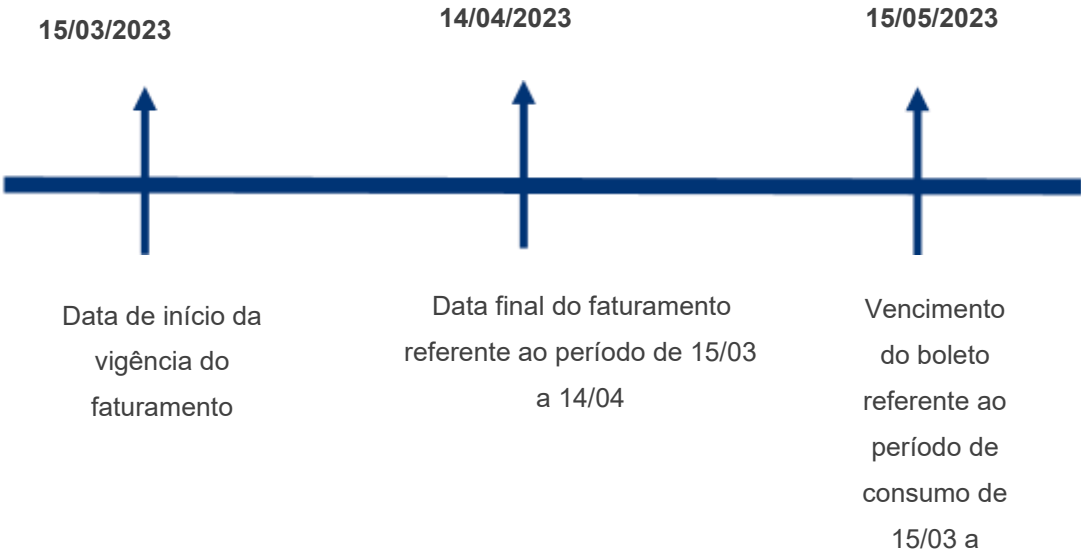 15/03/2023
14/04/2023
15/05/2023
Data de início da
vigência do
faturamento
Data final do faturamento
referente ao período de 15/03
a 14/04
Vencimento
do boleto
referente ao
período de
consumo de
15/03 a